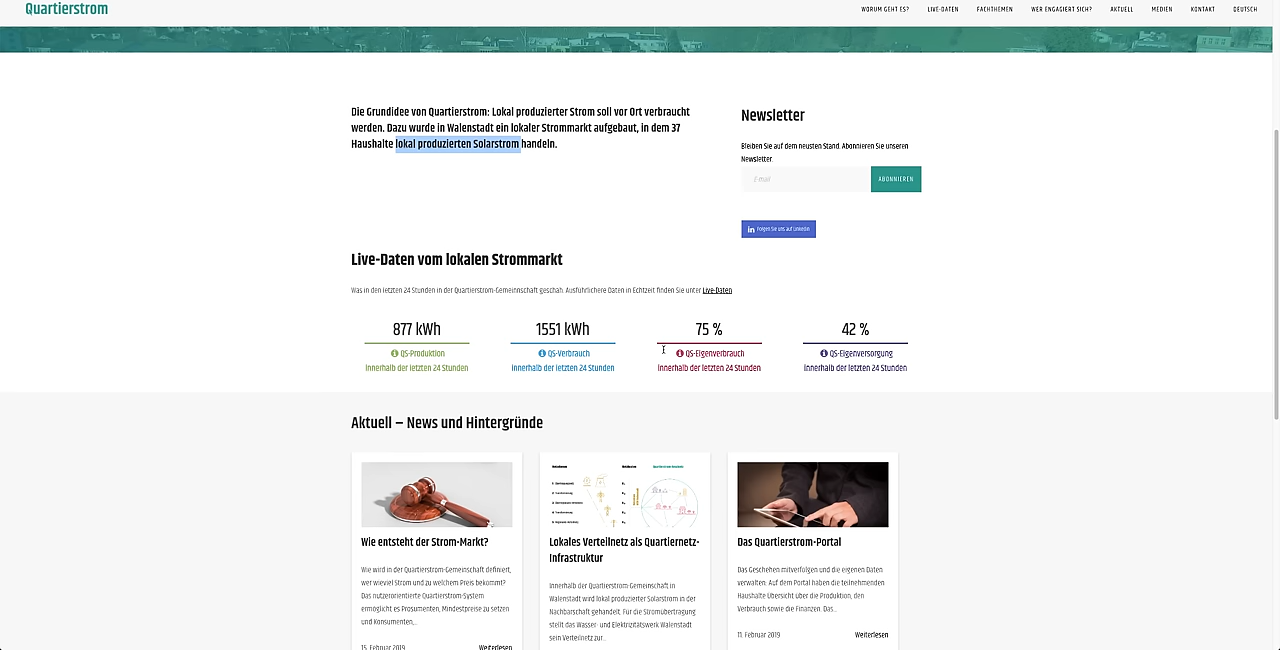 Quartierstrom
WORUM GEHT ES?
LIVE-DATEN
FACHTHEMEN
WER ENGAGIERT SICH?
AKTUELL
MEDIEN
KONTAKT
DEUTSCH
Die Grundidee von Quartierstrom: Lokal produzierter Strom soll vor Ort verbraucht
werden. Dazu wurde in Walenstadt ein lokaler Strommarkt aufgebaut, in dem 37
Haushalte lokal produzierten Solarstrom handeln.
Newsletter
Bleiben Sie auf dem neusten Stand. Abonnieren Sie unseren
Newsletter.
E-mail
ABONNIEREN
in Folgen Sie uns auf Linkedin
Live-Daten vom lokalen Strommarkt
Was in den letzten 24 Stunden in der Quartierstrom-Gemeinschaft geschah. Ausführlichere Daten in Echtzeit finden Sie unter Live-Daten
877 kWh
QS-Produktion
innerhalb der letzten 24 Stunden
1551 kWh
QS-Verbrauch
innerhalb der letzten 24 Stunden
75 %
QS-Eigenverbrauch
innerhalb der letzten 24 Stunden
42 %
QS-Eigenversorgung
innerhalb der letzten 24 Stunden
Aktuell – News und Hintergründe
Wie entsteht der Strom-Markt?
Wie wird in der Quartierstrom-Gemeinschaft definiert,
wer wieviel Strom und zu welchem Preis bekommt?
Das nutzerorientierte Quartierstrom-System
ermöglicht es Prosumenten, Mindestpreise zu setzen
und Konsumenten,...
15. Februar 2019
Weiterlesen
Lokales Verteilnetz als Quartiernetz-
Infrastruktur
Innerhalb der Quartierstrom-Gemeinschaft in
Walenstadt wird lokal produzierter Solarstrom in der
Nachbarschaft gehandelt. Für die Stromübertragung
stellt das Wasser- und Elektrizitätswerk Walenstadt
sein Verteilnetz zur...
Das Quartierstrom-Portal
Das Geschehen mitverfolgen und die eigenen Daten
verwalten: Auf dem Portal haben die teilnehmenden
Haushalte Übersicht über die Produktion, den
Verbrauch sowie die Finanzen. Das...
11. Februar 2019
Weiterlesen